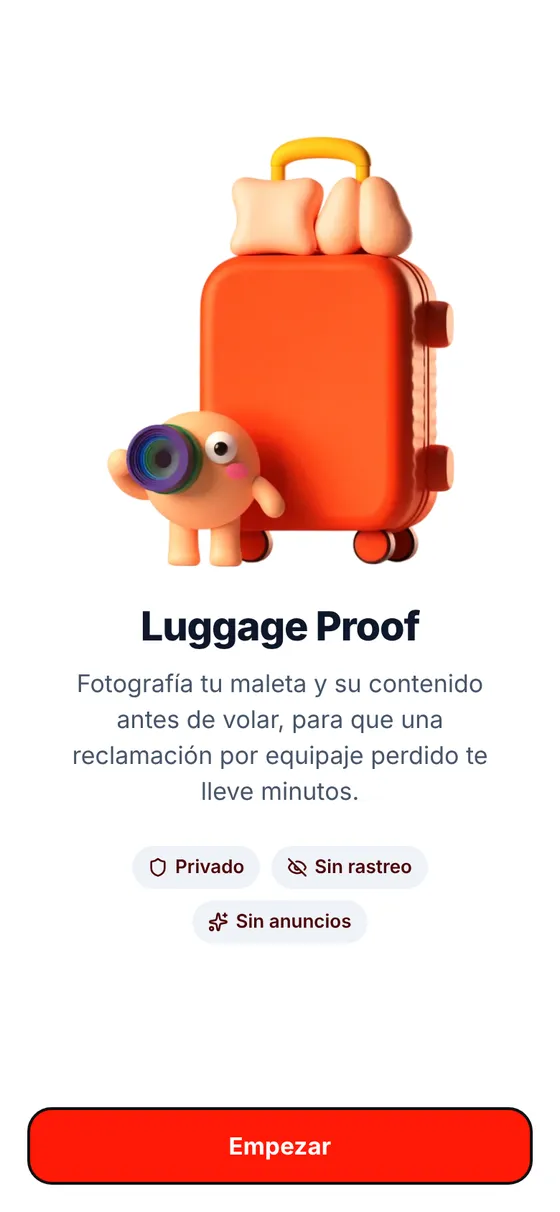 Luggage Proof
Fotografía tu maleta y su contenido
antes de volar, para que una
reclamación por equipaje perdido te
lleve minutos.
Privado
Sin rastreo
Sin anuncios
Empezar